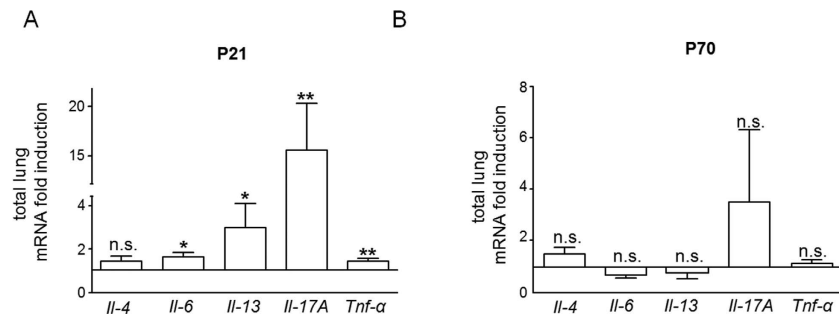 A
P21
total lung
mRNA fold induction
20
15
4
2
0
n.s.
*
*
**
**
Il-4 Il-6 Il-13 Il-17A Tnf-α
B
P70
total lung
mRNA fold induction
8
6
4
2
0
n.s.
n.s.
n.s.
n.s.
n.s.
Il-4 Il-6 Il-13 Il-17A Tnf-α